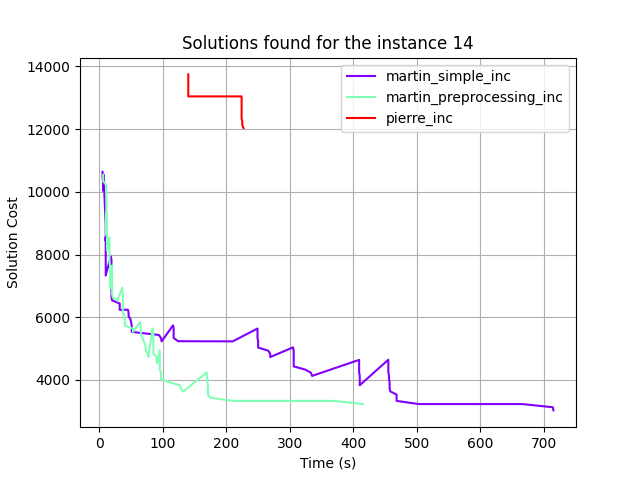 Solutions found for the instance 14
martin_simple_inc
martin_preprocessing_inc
pierre_inc
14000
12000
10000
8000
6000
4000
Solution Cost
0 100 200 300 400 500 600 700
Time (s)